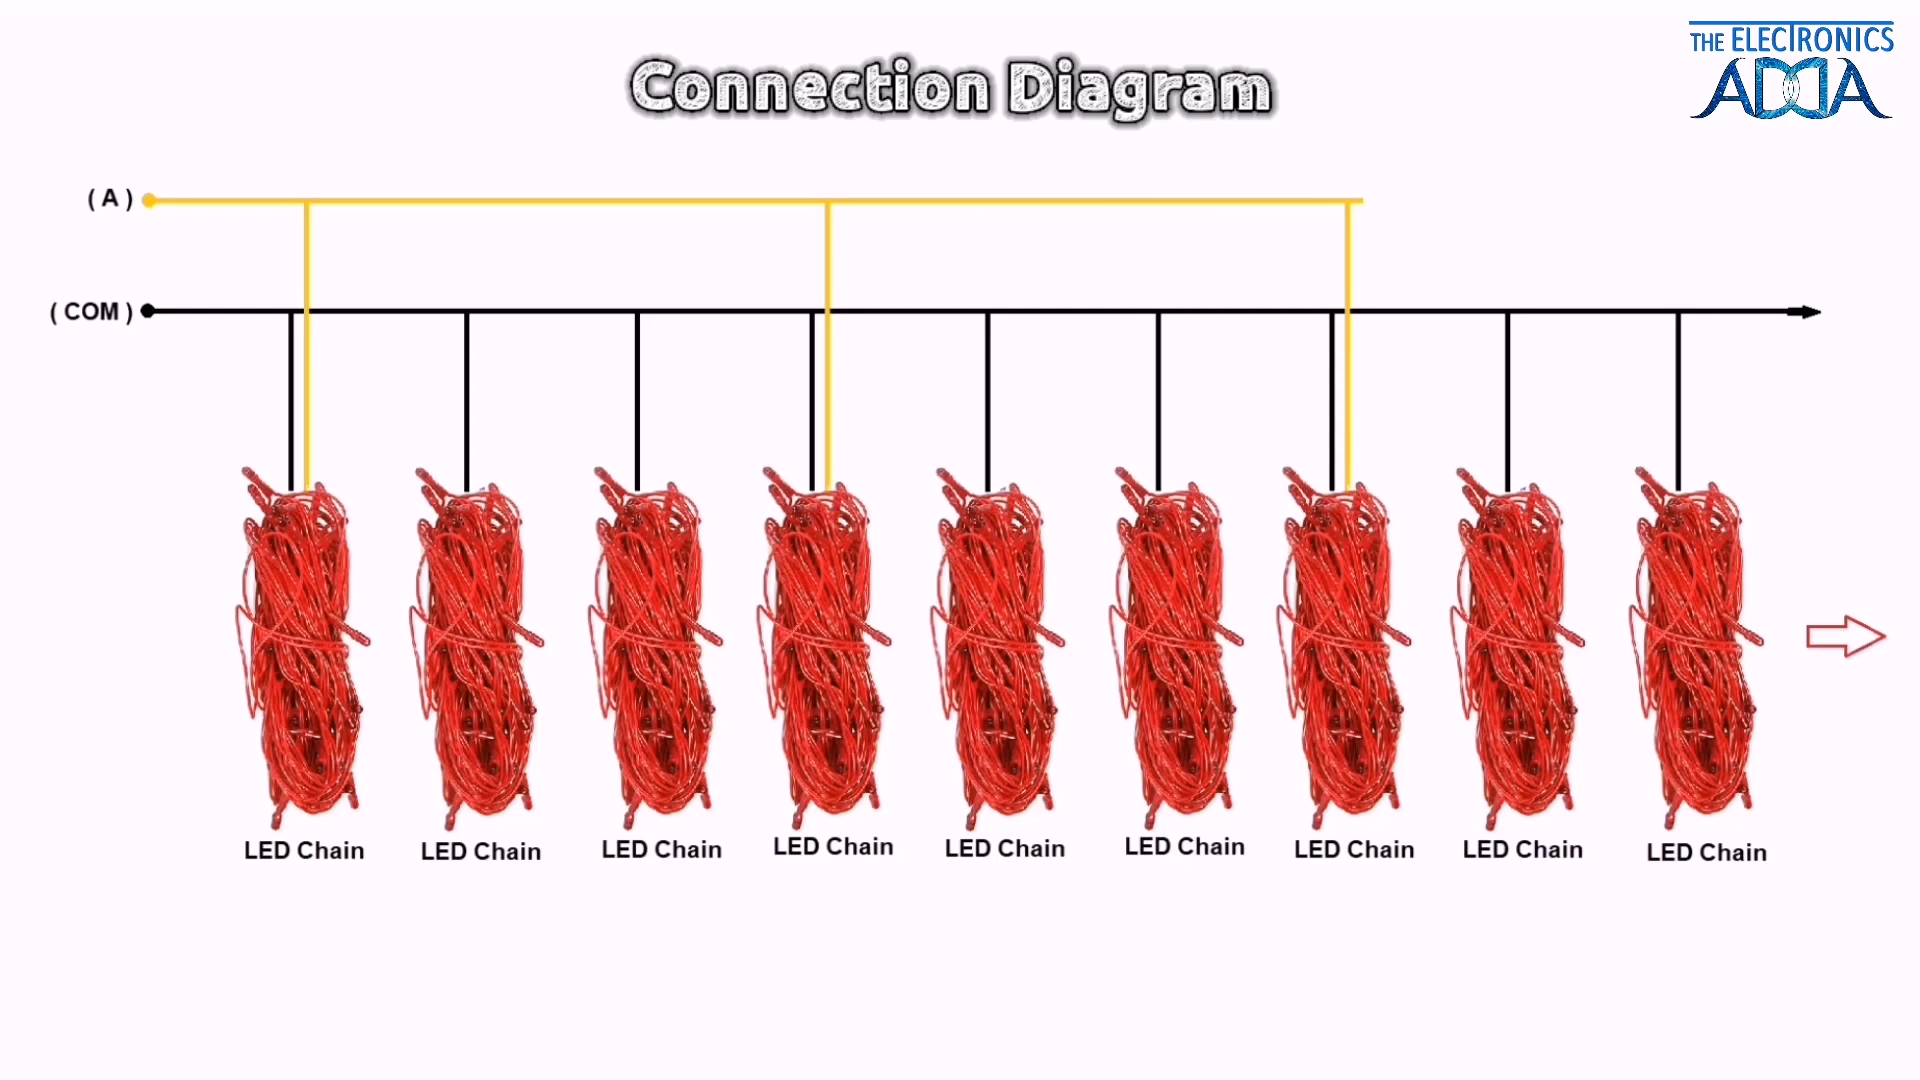 THE ELECTRONICS
ADDA
Connection Diagram
( A )
( COM )
LED Chain
LED Chain
LED Chain
LED Chain
LED Chain
LED Chain
LED Chain
LED Chain
LED Chain